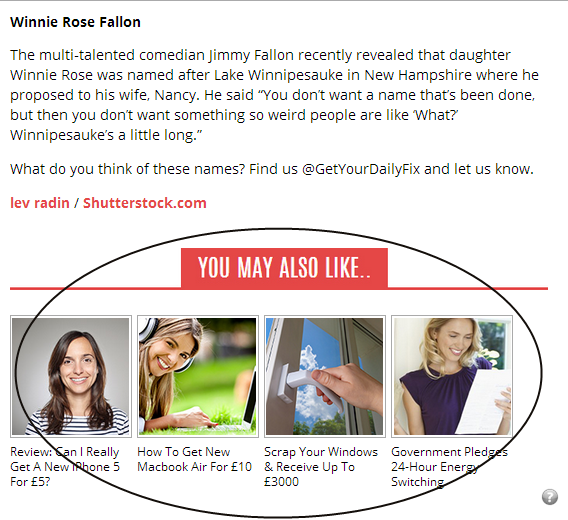 Winnie Rose Fallon
The multi-talented comedian Jimmy Fallon recently revealed that daughter
Winnie Rose was named after Lake Winnipesauke in New Hampshire where he
proposed to his wife, Nancy. He said “You don’t want a name that’s been done,
but then you don’t want something so weird people are like ‘What?’
Winnipesauke’s a little long.”
What do you think of these names? Find us @GetYourDailyFix and let us know.
lev radin / Shutterstock.com
YOU MAY ALSO LIKE..
Review: Can I Really
Get A New iPhone 5
For £5?
How To Get New
Macbook Air For £10
Scrap Your Windows
& Receive Up To
£3000
Government Pledges
24-Hour Energy
Switching
?